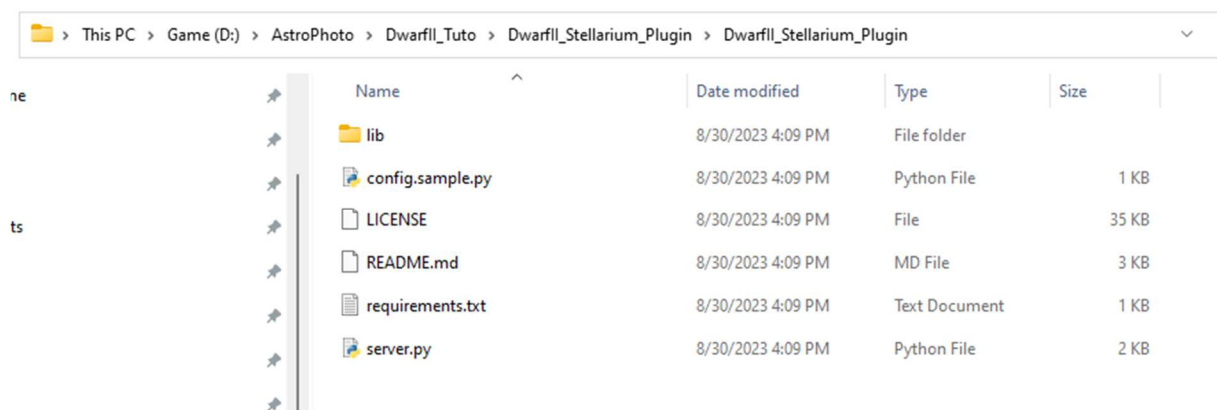 This PC > Game (D:) > AstroPhoto > DwarfII_Tuto > DwarfII_Stellarium_Plugin > DwarfII_Stellarium_Plugin
Name Date modified Type Size
lib 8/30/2023 4:09 PM File folder
config.sample.py 8/30/2023 4:09 PM Python File 1 KB
LICENSE 8/30/2023 4:09 PM File 35 KB
ts
README.md 8/30/2023 4:09 PM MD File 3 KB
requirements.txt 8/30/2023 4:09 PM Text Document 1 KB
server.py 8/30/2023 4:09 PM Python File 2 KB